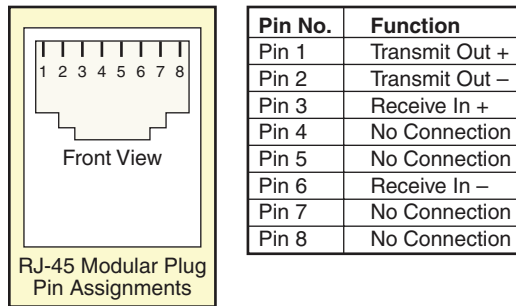 1 2 3 4 5 6 7 8
Front View
RJ-45 Modular Plug
Pin Assignments
Pin No. Function
Pin 1 Transmit Out +
Pin 2 Transmit Out –
Pin 3 Receive In +
Pin 4 No Connection
Pin 5 No Connection
Pin 6 Receive In –
Pin 7 No Connection
Pin 8 No Connection